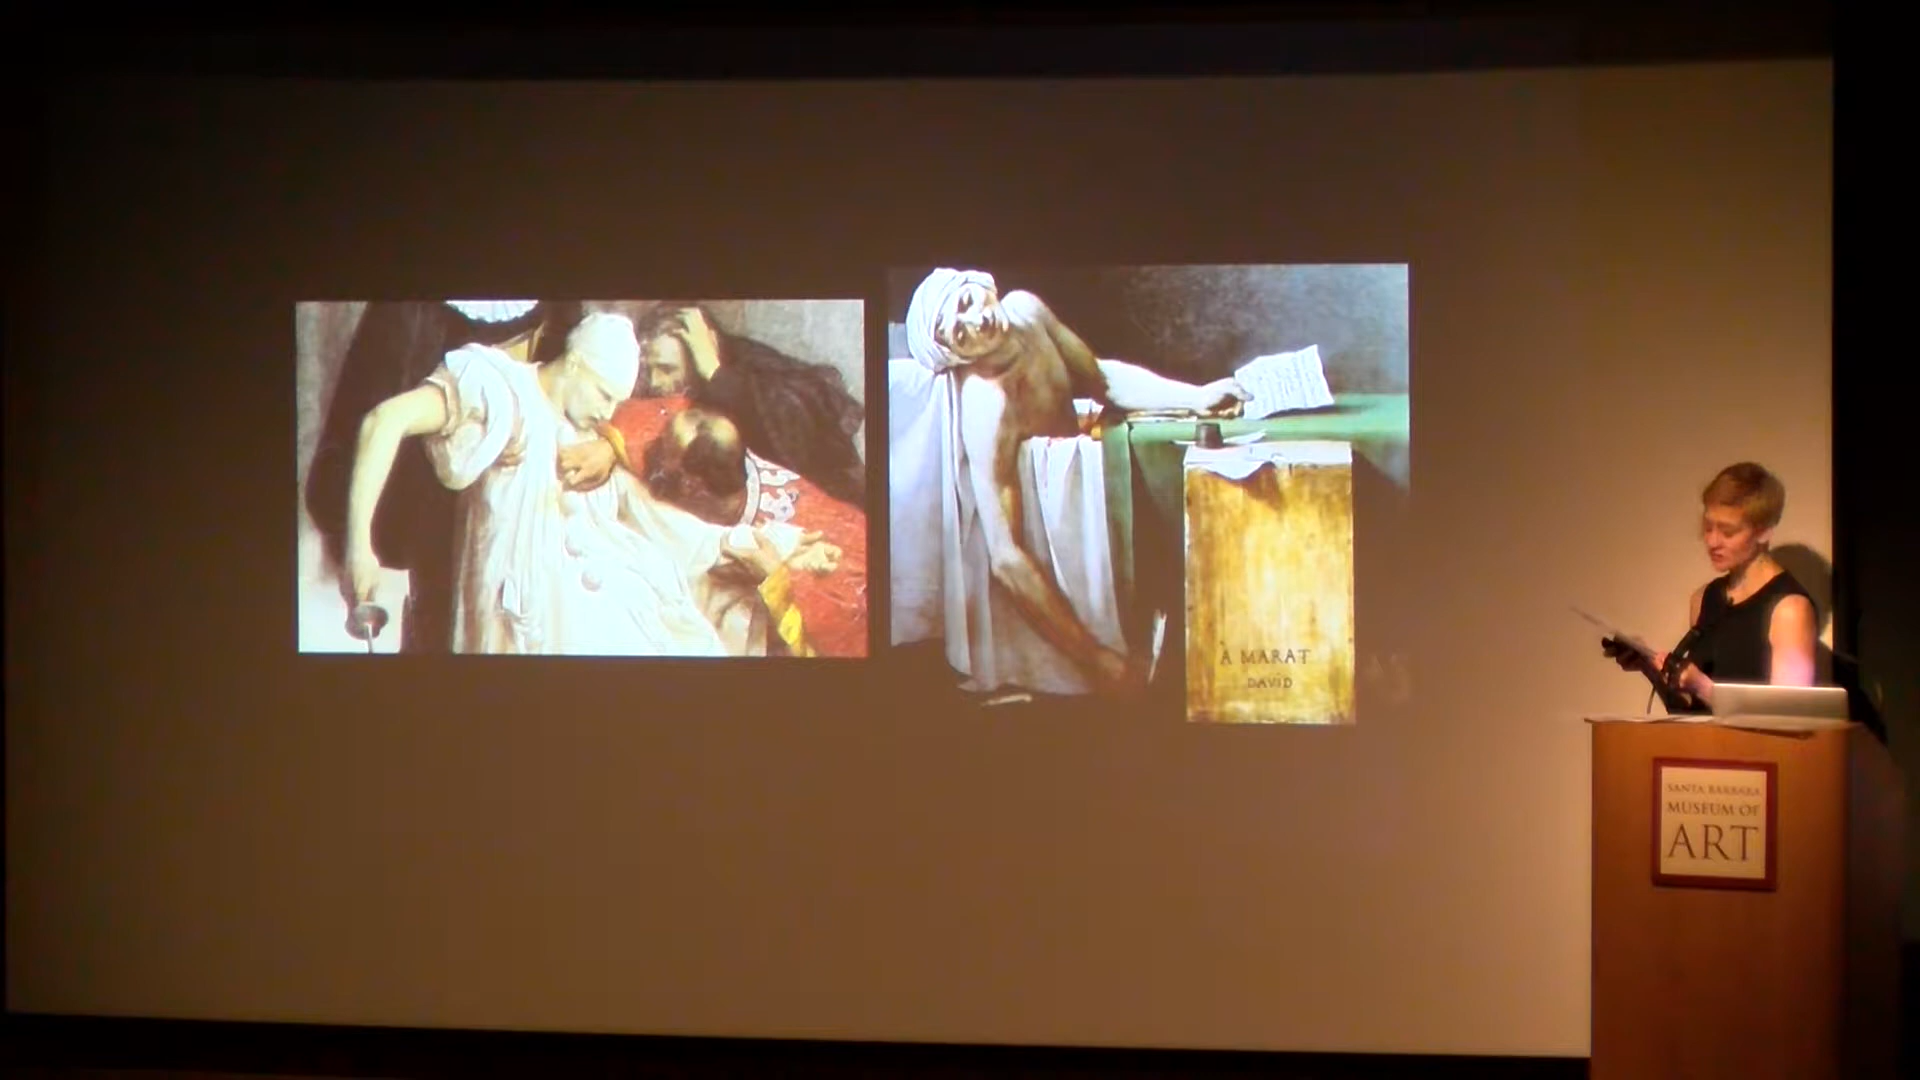 À MARAT
DAVID
SANTA BARBARA
MUSEUM OF
ART